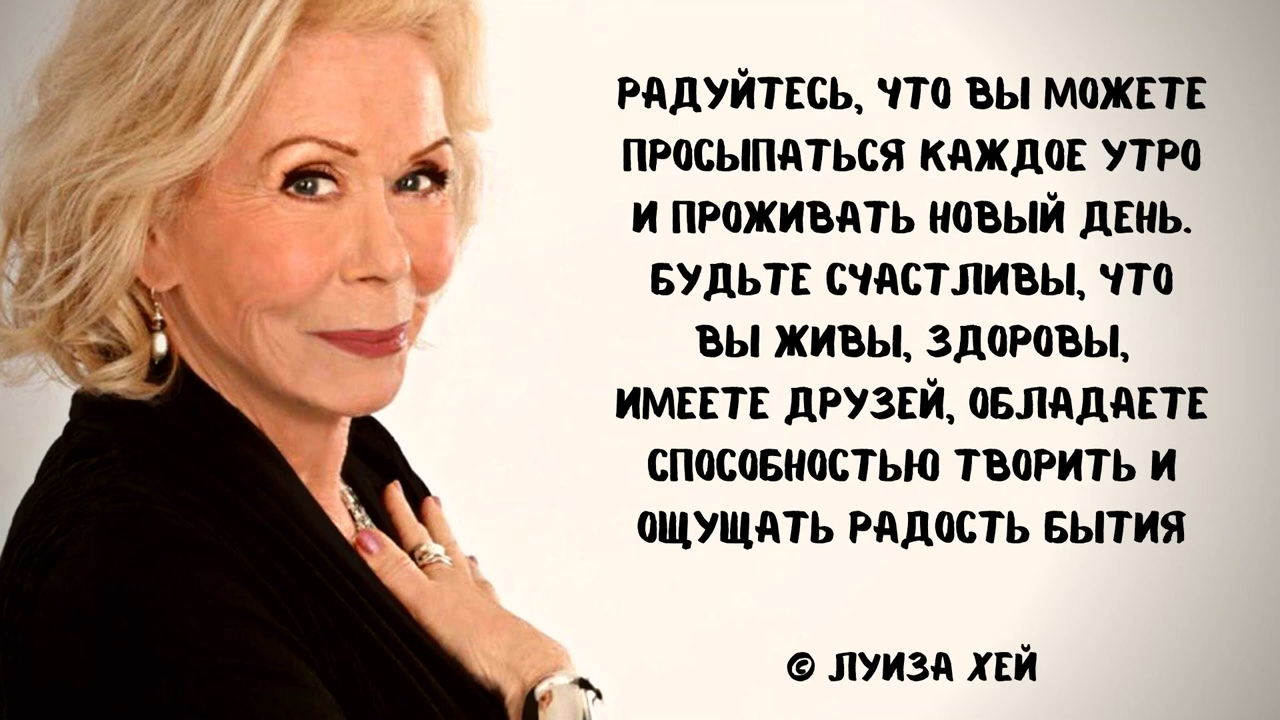 РАДУЙТЕСЬ, ЧТО ВЫ МОЖЕТЕ
ПРОСЫПАТЬСЯ КАЖДОЕ УТРО
И ПРОЖИВАТЬ НОВЫЙ ДЕНЬ.
БУДЬТЕ СЧАСТЛИВЫ, ЧТО
ВЫ ЖИВЫ, ЗДОРОВЫ,
ИМЕЕТЕ ДРУЗЕЙ, ОБЛАДАЕТЕ
СПОСОБНОСТЬЮ ТВОРИТЬ И
ОЩУЩАТЬ РАДОСТЬ БЫТИЯ
© ЛУИЗА ХЕЙ